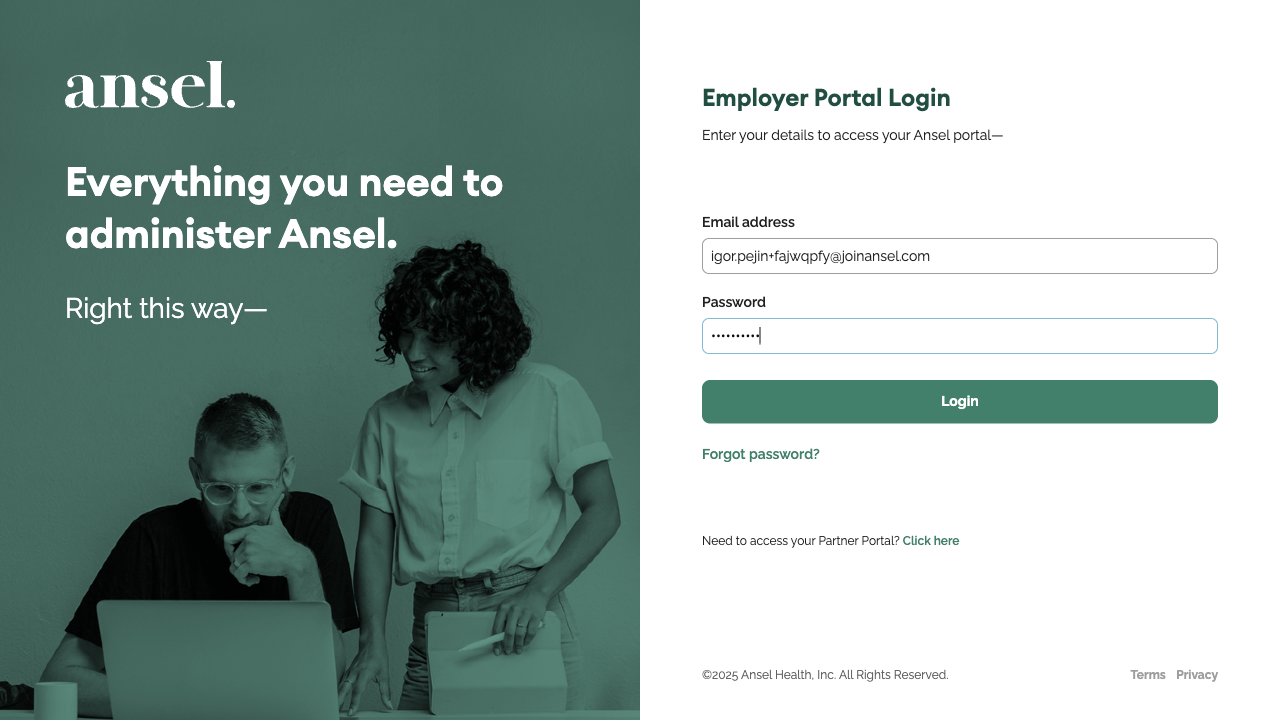 ansel.
Everything you need to
administer Ansel.
Right this way—
Employer Portal Login
Enter your details to access your Ansel portal—
Email address
igor.pejin+fajwqpfy@joinansel.com
Password
••••••••••
Login
Forgot password?
Need to access your Partner Portal? Click here
©2025 Ansel Health, Inc. All Rights Reserved.
Terms Privacy